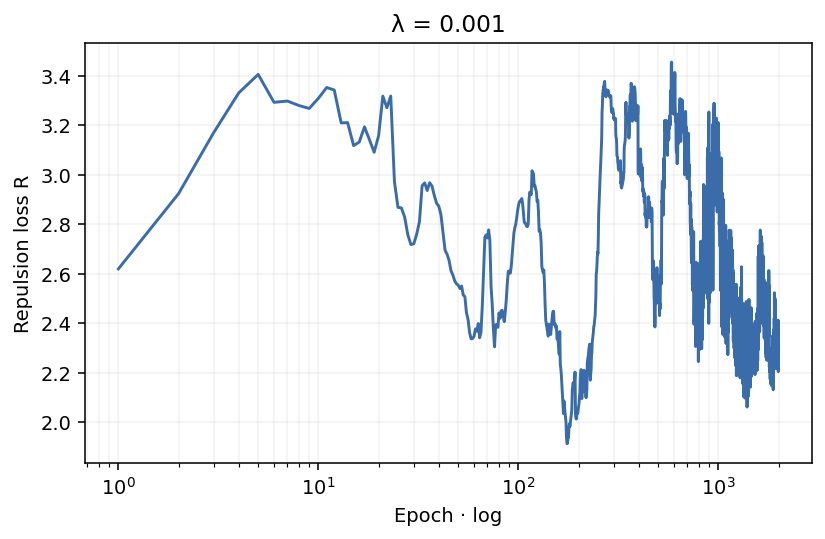 λ = 0.001
Repulsion loss R
3.4
3.2
3.0
2.8
2.6
2.4
2.2
2.0
10⁰ 10¹ 10² 10³
Epoch · log